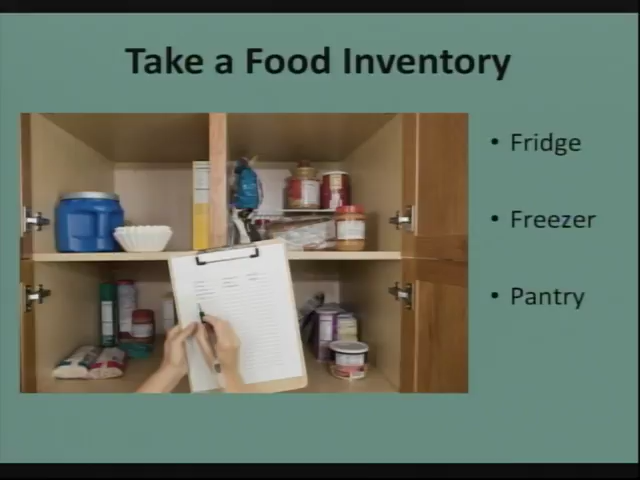 Take a Food Inventory
• Fridge
• Freezer
• Pantry